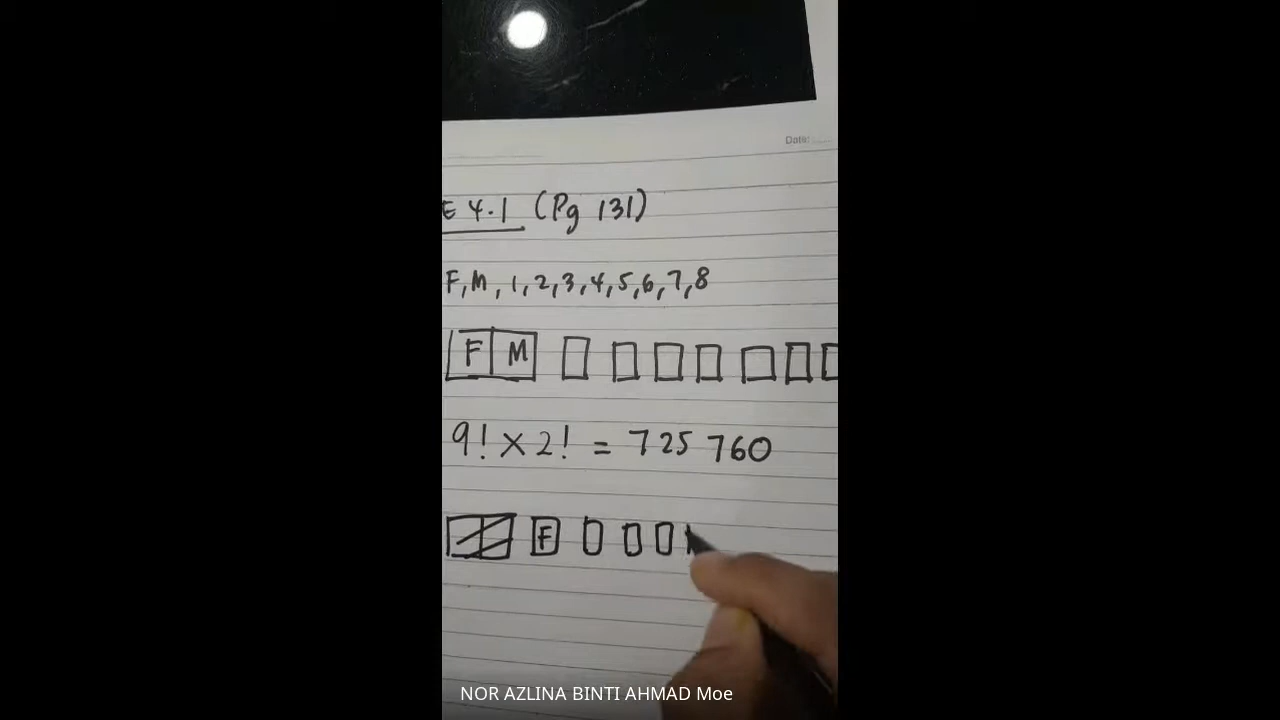 Date:
E 4.1 (Pg 131)
F, M, 1, 2, 3, 4, 5, 6, 7, 8
F M
9! × 2! = 725 760
F
NOR AZLINA BINTI AHMAD Moe